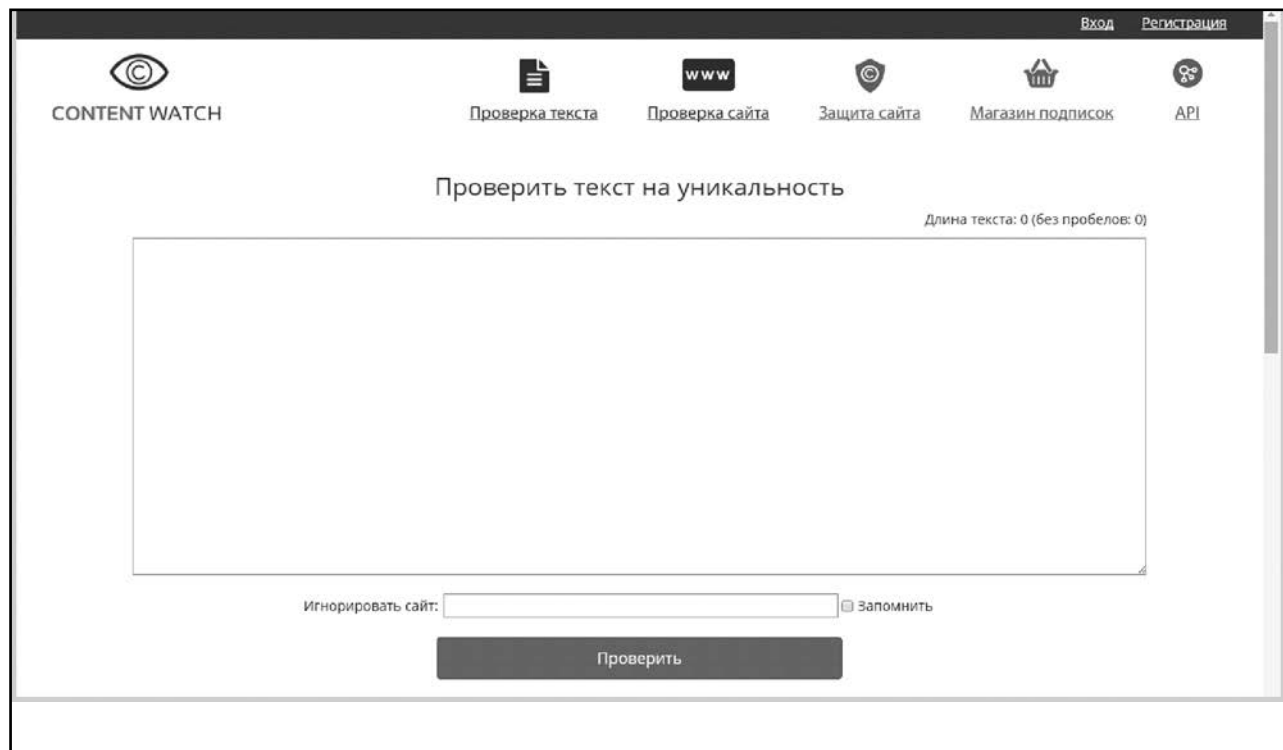 Вход Регистрация
©
www
©
CONTENT WATCH
Проверка текста Проверка сайта Защита сайта Магазин подписок API
Проверить текст на уникальность
Длина текста: 0 (без пробелов: 0)
Игнорировать сайт: Запомнить
Проверить